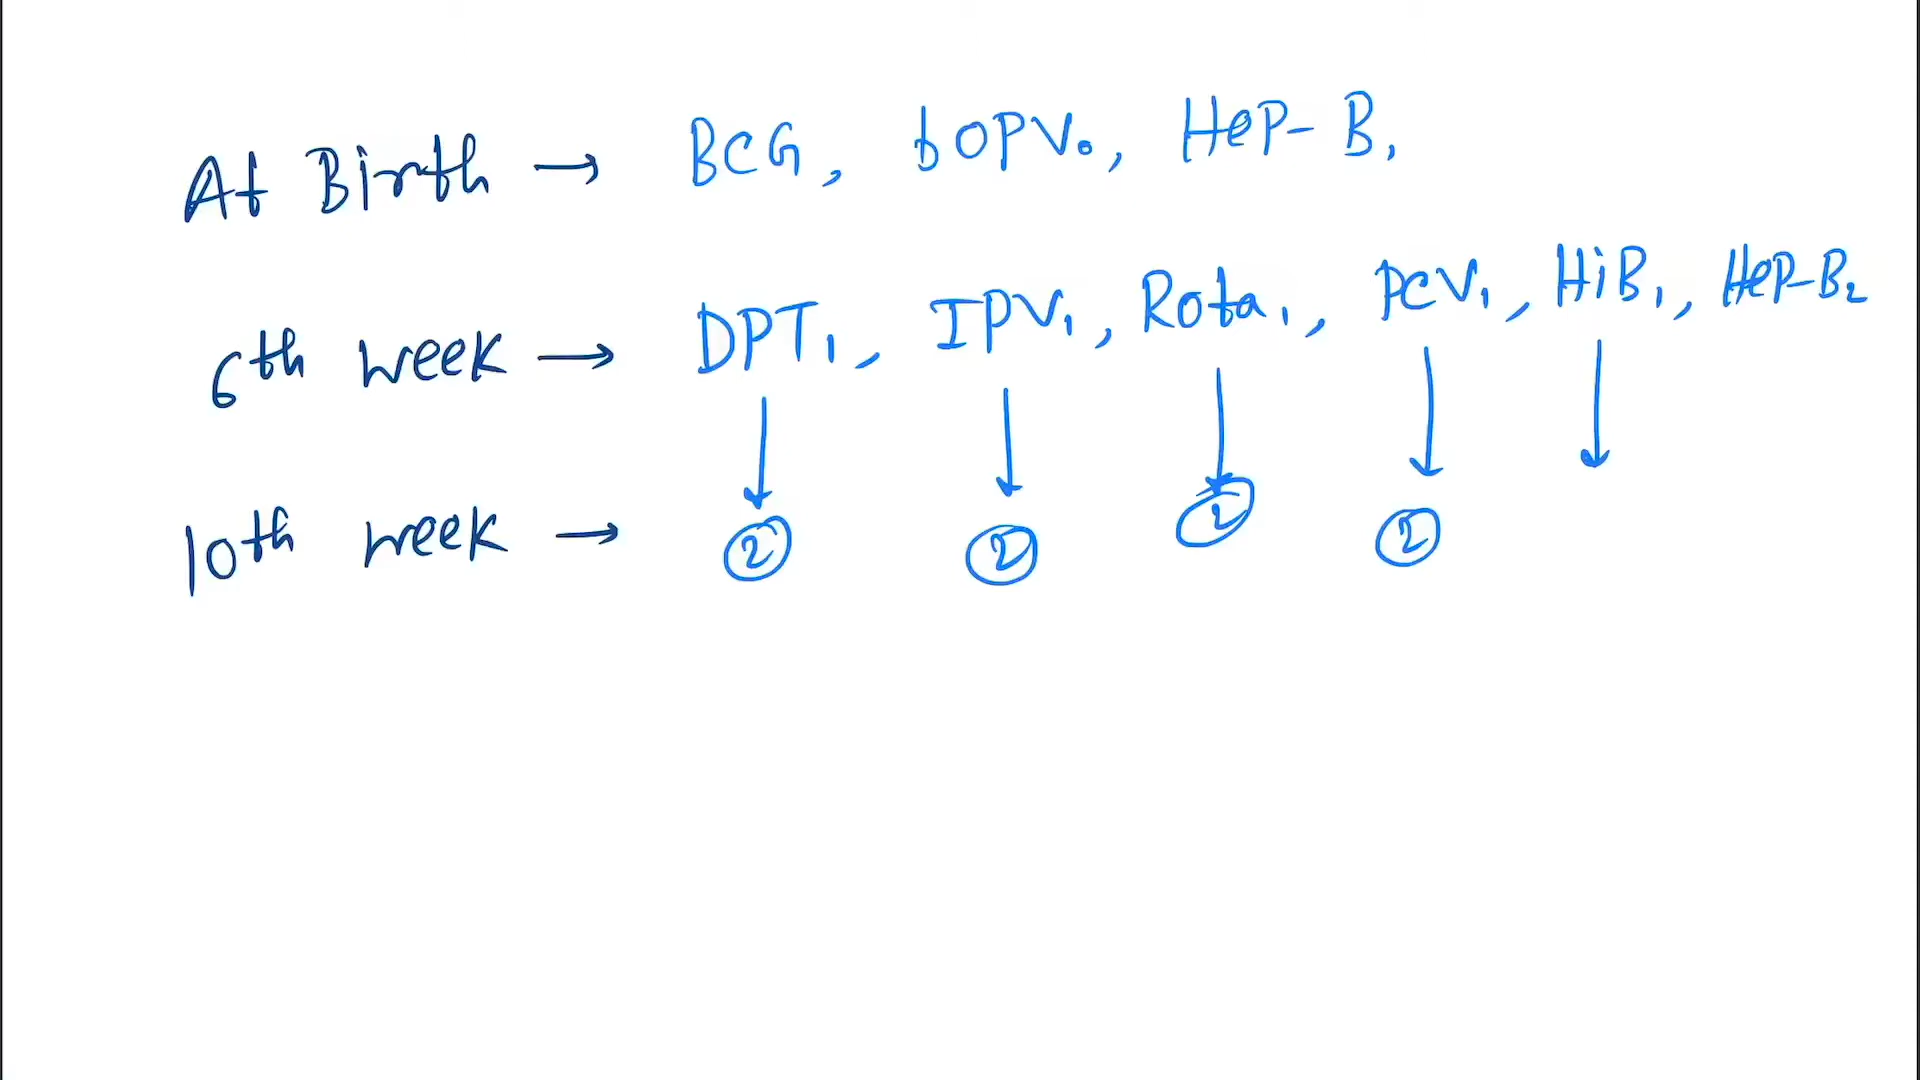 At Birth → BCG, bOPV₀, HeP-B₁
6th week → DPT₁, IPV₁, Rota₁, PCV₁, HiB₁, HeP-B₂
10th week → ② ② ② ②